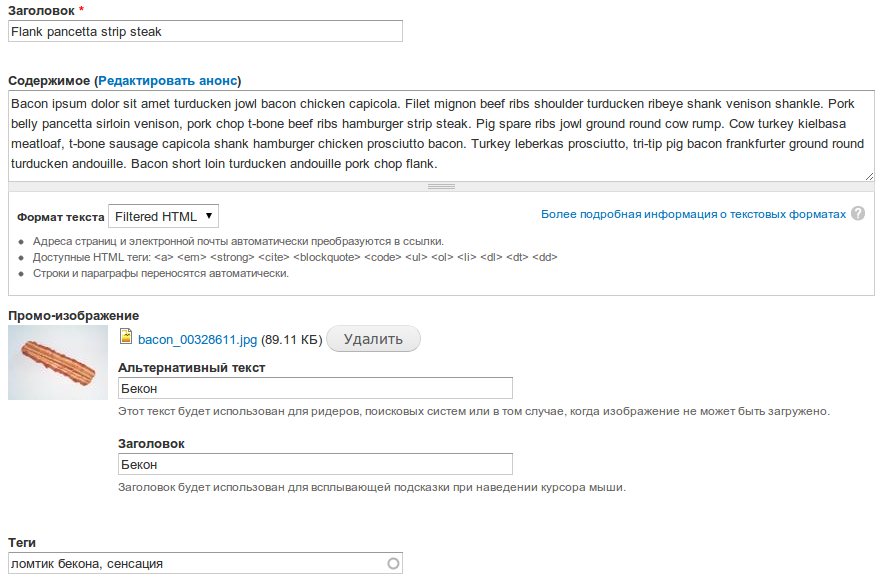 Заголовок *
Flank pancetta strip steak
Содержимое (Редактировать анонс)
Bacon ipsum dolor sit amet turducken jowl bacon chicken capicola. Filet mignon beef ribs shoulder turducken ribeye shank venison shankle. Pork
belly pancetta sirloin venison, pork chop t-bone beef ribs hamburger strip steak. Pig spare ribs jowl ground round cow rump. Cow turkey kielbasa
meatloaf, t-bone sausage capicola shank hamburger chicken prosciutto bacon. Turkey leberkas prosciutto, tri-tip pig bacon frankfurter ground round
turducken andouille. Bacon short loin turducken andouille pork chop flank.
Формат текста Filtered HTML
Более подробная информация о текстовых форматах ?
Адреса страниц и электронной почты автоматически преобразуются в ссылки.
Доступные HTML теги: <a> <em> <strong> <cite> <blockquote> <code> <ul> <ol> <li> <dl> <dt> <dd>
Строки и параграфы переносятся автоматически.
Промо-изображение
bacon_00328611.jpg (89.11 КБ) Удалить
Альтернативный текст
Бекон
Этот текст будет использован для ридеров, поисковых систем или в том случае, когда изображение не может быть загружено.
Заголовок
Бекон
Заголовок будет использован для всплывающей подсказки при наведении курсора мыши.
Теги
ломтик бекона, сенсация